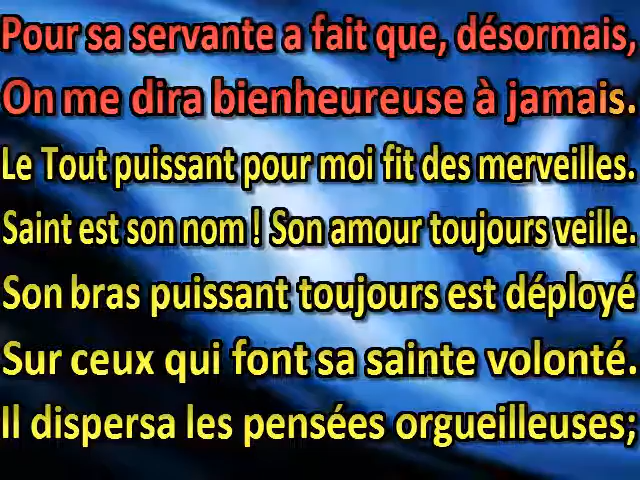 Pour sa servante a fait que, désormais,
On me dira bienheureuse à jamais.
Le Tout puissant pour moi fit des merveilles.
Saint est son nom ! Son amour toujours veille.
Son bras puissant toujours est déployé
Sur ceux qui font sa sainte volonté.
Il dispersa les pensées orgueilleuses;